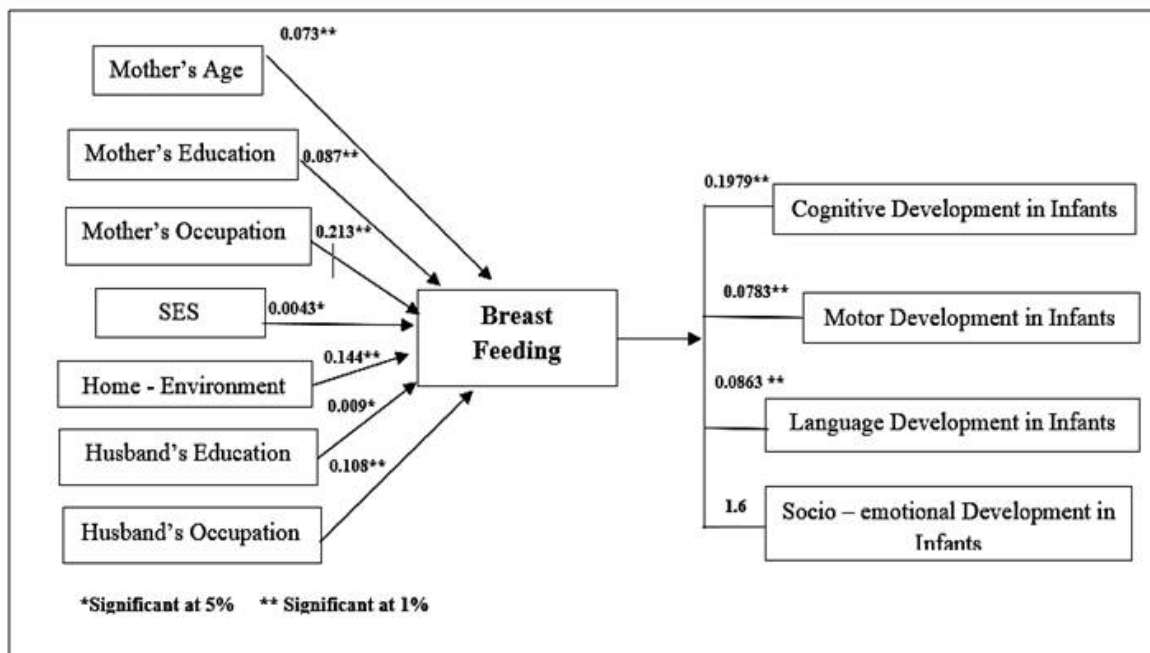 0.073**
Mother's Age
Mother's Education
0.087**
Mother's Occupation
0.213**
SES
0.0043*
Home - Environment
0.144**
Husband's Education
0.009*
Husband's Occupation
0.108**
Breast
Feeding
0.1979**
Cognitive Development in Infants
0.0783**
Motor Development in Infants
0.0863 **
Language Development in Infants
1.6
Socio – emotional Development in
Infants
*Significant at 5% ** Significant at 1%